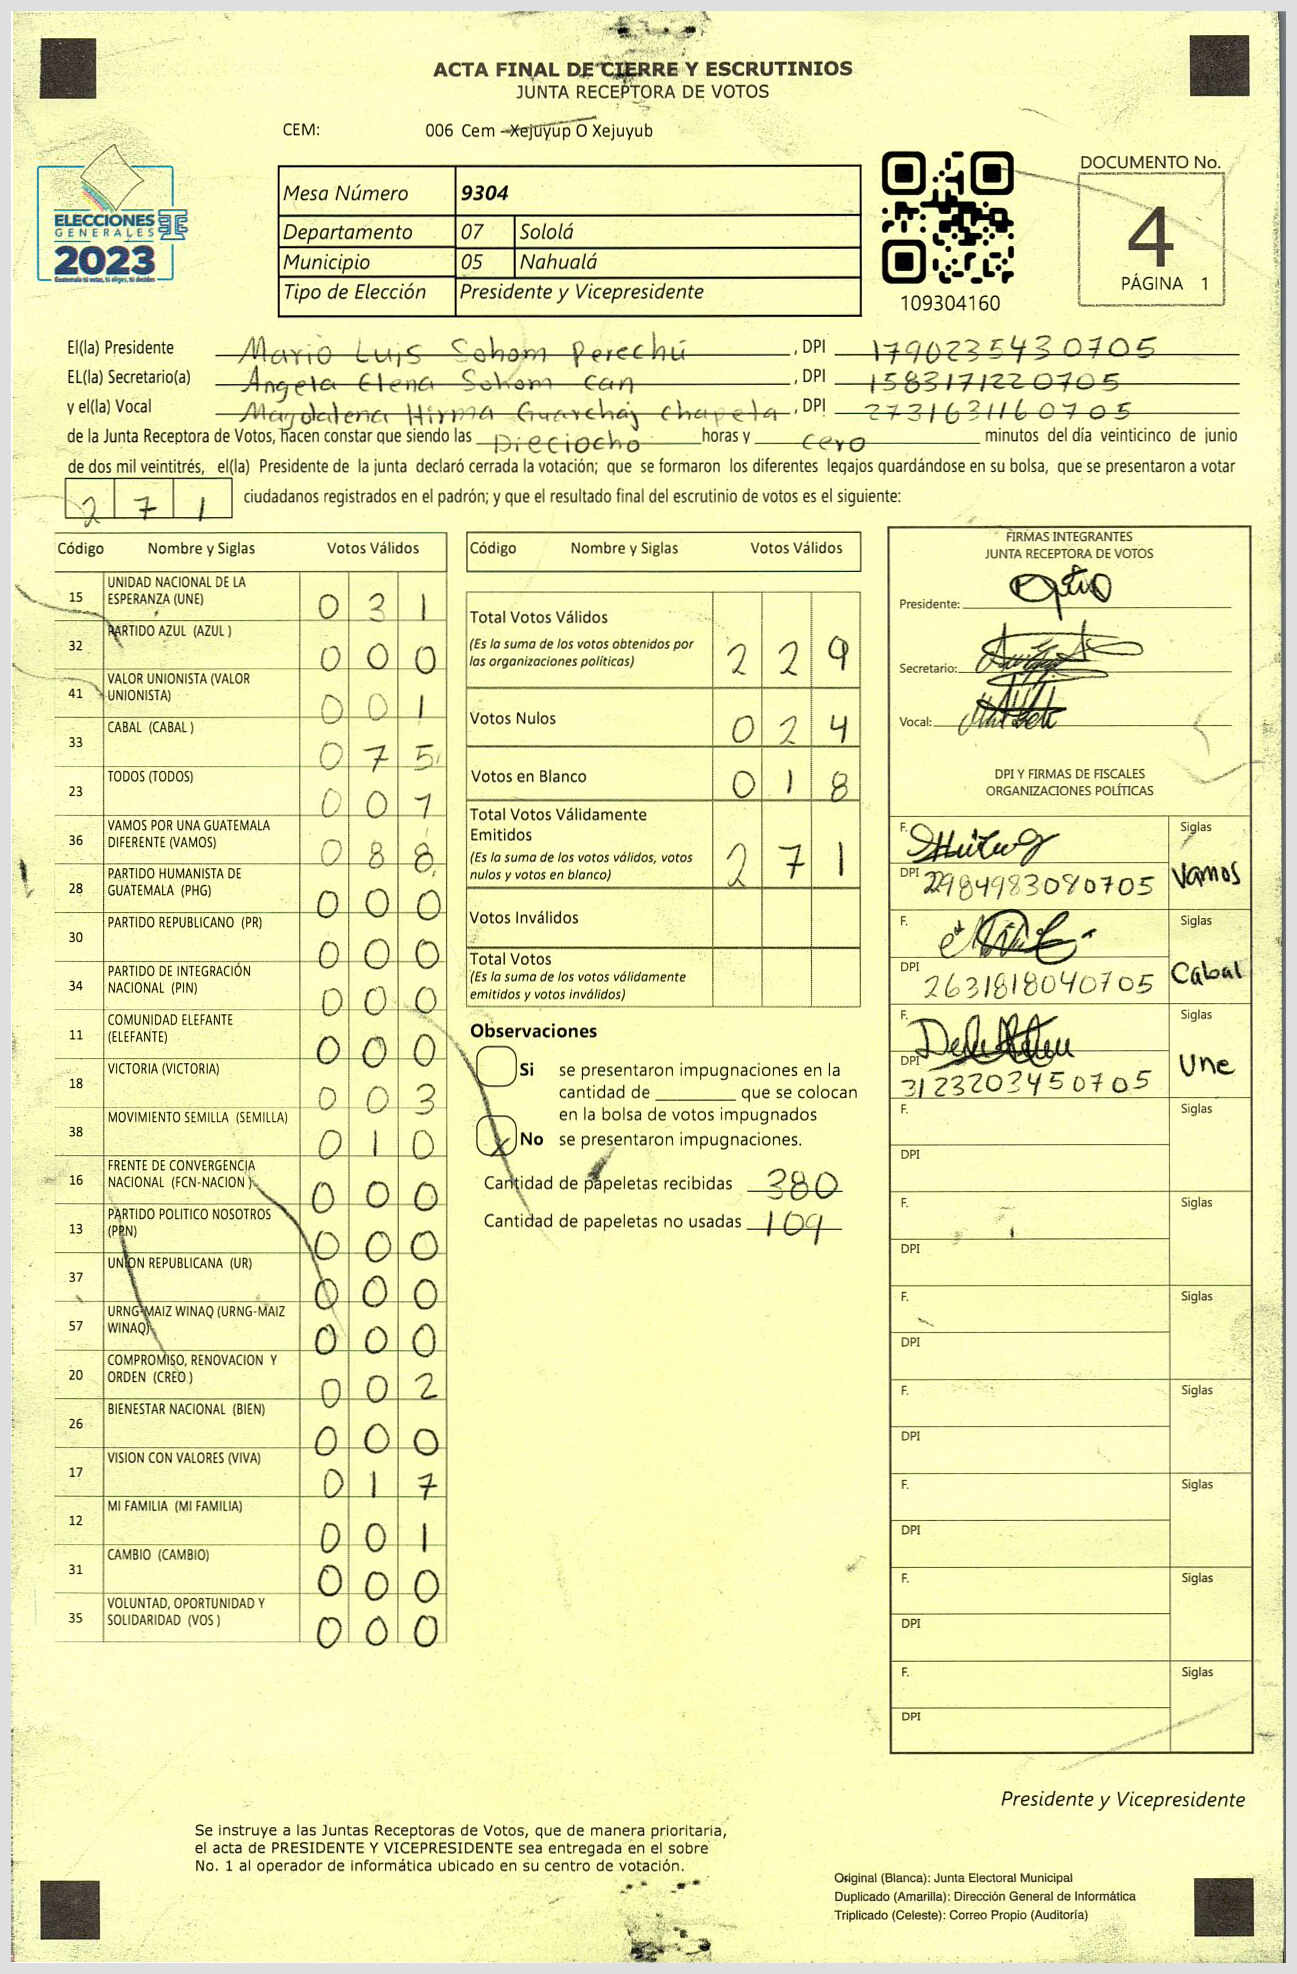 ACTA FINAL DE CIERRE Y ESCRUTINIOS
JUNTA RECEPTORA DE VOTOS
CEM: 006 Cem - Xejuyup O Xejuyub
ELECCIONES
GENERALES
2023
Guatemala tú votas, tú eliges, tú decides
Mesa Número 9304
Departamento 07 Sololá
Municipio 05 Nahualá
Tipo de Elección Presidente y Vicepresidente
109304160
DOCUMENTO No.
4
PÁGINA 1
El(la) Presidente Mario Luis Sohom Perechú, DPI 1790235430705
EL(la) Secretario(a) Angela Elena Sohom Can, DPI 1583171220705
y el(la) Vocal Magdalena Hirma Guarchaj Chapeta, DPI 2731631160705
de la Junta Receptora de Votos, hacen constar que siendo las Dieciocho horas y cero minutos del día veinticinco de junio
de dos mil veintitrés, el(la) Presidente de la junta declaró cerrada la votación; que se formaron los diferentes legajos quardándose en su bolsa, que se presentaron a votar
271 ciudadanos registrados en el padrón; y que el resultado final del escrutinio de votos es el siguiente:
Código Nombre y Siglas Votos Válidos
15 UNIDAD NACIONAL DE LA ESPERANZA (UNE) 0 3 1
32 PARTIDO AZUL (AZUL ) 0 0 0
41 VALOR UNIONISTA (VALOR UNIONISTA) 0 0 1
33 CABAL (CABAL ) 0 7 5
23 TODOS (TODOS) 0 0 1
36 VAMOS POR UNA GUATEMALA DIFERENTE (VAMOS) 0 8 8
28 PARTIDO HUMANISTA DE GUATEMALA (PHG) 0 0 0
30 PARTIDO REPUBLICANO (PR) 0 0 0
34 PARTIDO DE INTEGRACIÓN NACIONAL (PIN) 0 0 0
11 COMUNIDAD ELEFANTE (ELEFANTE) 0 0 0
18 VICTORIA (VICTORIA) 0 0 3
38 MOVIMIENTO SEMILLA (SEMILLA) 0 1 0
16 FRENTE DE CONVERGENCIA NACIONAL (FCN-NACION ) 0 0 0
13 PARTIDO POLITICO NOSOTROS (PPN) 0 0 0
37 UNION REPUBLICANA (UR) 0 0 0
57 URNG-MAIZ WINAQ (URNG-MAIZ WINAQ) 0 0 0
20 COMPROMISO, RENOVACION Y ORDEN (CREO ) 0 0 2
26 BIENESTAR NACIONAL (BIEN) 0 0 0
17 VISION CON VALORES (VIVA) 0 1 7
12 MI FAMILIA (MI FAMILIA) 0 0 1
31 CAMBIO (CAMBIO) 0 0 0
35 VOLUNTAD, OPORTUNIDAD Y SOLIDARIDAD (VOS ) 0 0 0
Código Nombre y Siglas Votos Válidos
Total Votos Válidos 2 2 9
(Es la suma de los votos obtenidos por
las organizaciones políticas)
Votos Nulos 0 2 4
Votos en Blanco 0 1 8
Total Votos Válidamente
Emitidos 2 7 1
(Es la suma de los votos válidos, votos
nulos y votos en blanco)
Votos Inválidos
Total Votos
(Es la suma de los votos válidamente
emitidos y votos inválidos)
Observaciones
Si se presentaron impugnaciones en la
cantidad de ________ que se colocan
en la bolsa de votos impugnados
X No se presentaron impugnaciones.
Cantidad de papeletas recibidas 380
Cantidad de papeletas no usadas 109
FIRMAS INTEGRANTES
JUNTA RECEPTORA DE VOTOS
Presidente:
Secretario:
Vocal:
DPI Y FIRMAS DE FISCALES
ORGANIZACIONES POLÍTICAS
F. Siglas
DPI 2984983080705 Vamos
F. Siglas
DPI 2631818040705 Cabal
F. Siglas
DPI 3123203450705 Une
F. Siglas
DPI
F. Siglas
DPI
F. Siglas
DPI
F. Siglas
DPI
F. Siglas
DPI
F. Siglas
DPI
F. Siglas
DPI
Presidente y Vicepresidente
Se instruye a las Juntas Receptoras de Votos, que de manera prioritaria,
el acta de PRESIDENTE Y VICEPRESIDENTE sea entregada en el sobre
No. 1 al operador de informática ubicado en su centro de votación.
Original (Blanca): Junta Electoral Municipal
Duplicado (Amarilla): Dirección General de Informática
Triplicado (Celeste): Correo Propio (Auditoría)